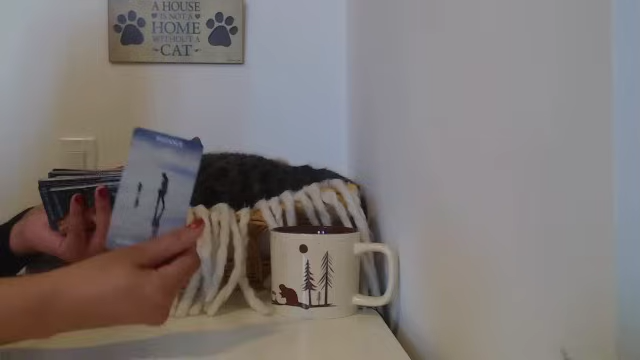 A HOUSE
IS NOT A
HOME
WITHOUT A
~CAT~